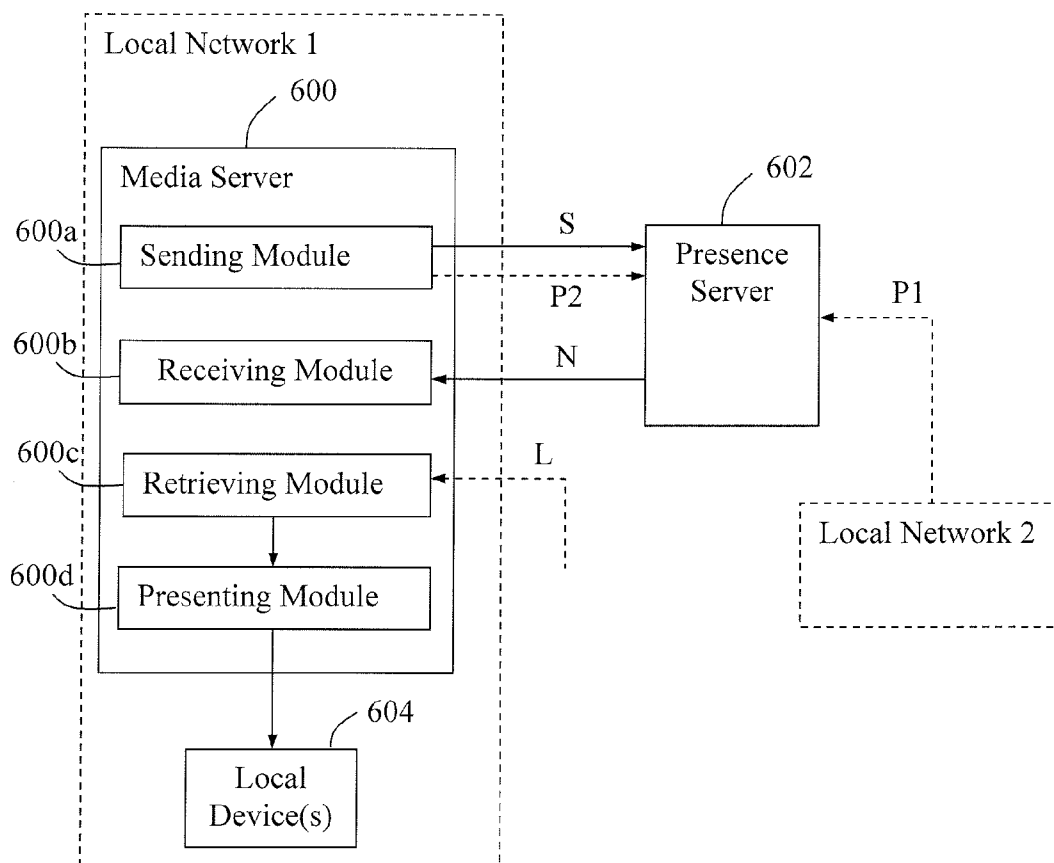 Local Network 1
600
Media Server
602
600a
Sending Module
S
Presence
Server
P2
P1
600b
Receiving Module
N
600c
Retrieving Module
L
Local Network 2
600d
Presenting Module
604
Local
Device(s)